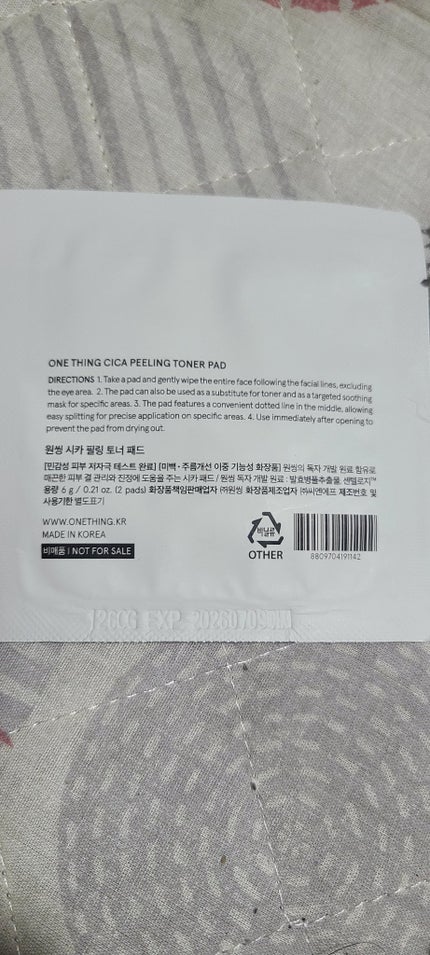 ONE THING CICA PEELING TONER PAD
DIRECTIONS 1. Take a pad and gently wipe the entire face following the facial lines, excluding
the eye area. 2. The pad can also be used as a substitute for toner and as a targeted soothing
mask for specific areas. 3. The pad features a convenient dotted line in the middle, allowing
easy splitting for precise application on specific areas. 4. Use immediately after opening to
prevent the pad from drying out.
원씽 시카 필링 토너 패드
[민감성 피부 저자극 테스트 완료] [미백·주름개선 이중 기능성 화장품] 원씽의 독자 개발 원료 함유로
매끈한 피부 결 관리와 진정에 도움을 주는 시카 패드 / 원씽 독자 개발 원료 : 발효병풀추출물, 센텔로지™
용량 6 g / 0.21 oz. (2 pads) 화장품책임판매업자 ㈜원씽 화장품제조업자 ㈜씨엔에프 제조번호 및
사용기한 별도표기
WWW.ONETHING.KR
MADE IN KOREA
비매품 | NOT FOR SALE
비닐류
OTHER
8809704191142
EXP 20260709